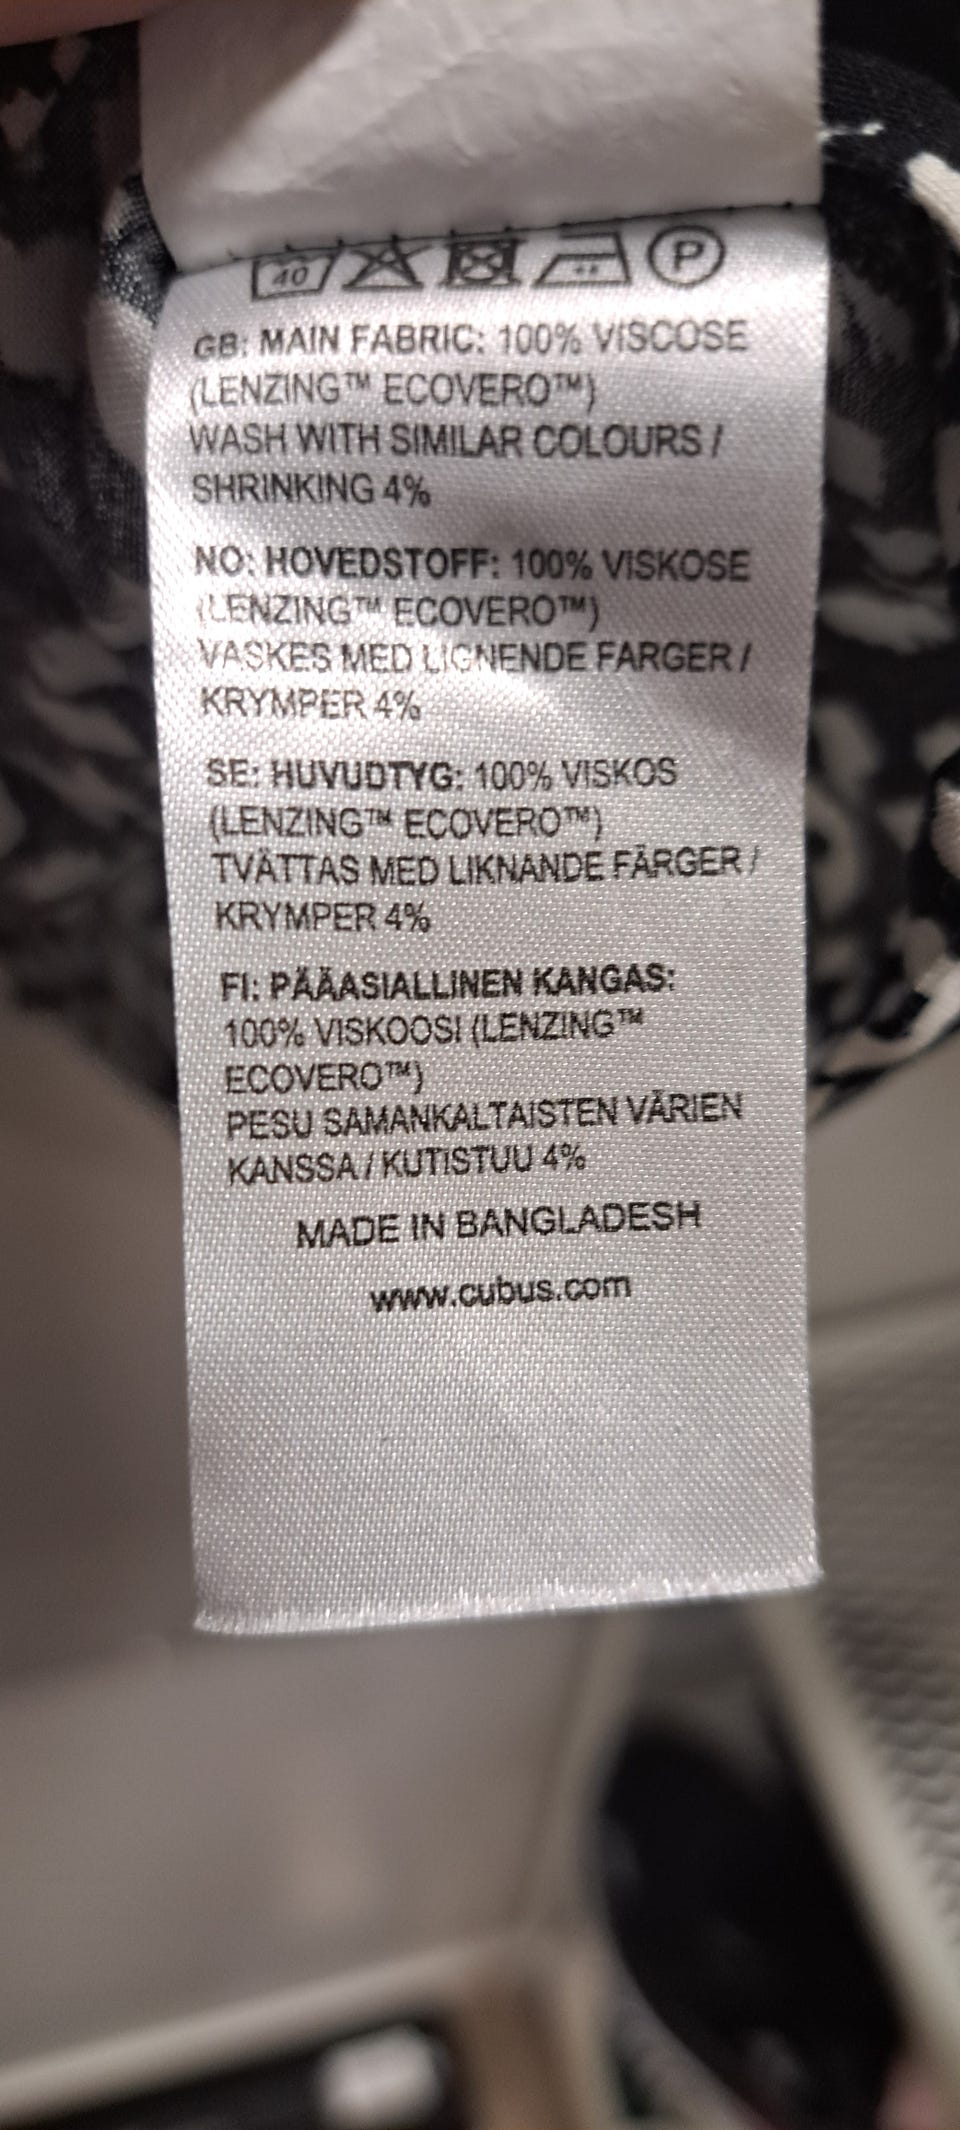 40 P
GB: MAIN FABRIC: 100% VISCOSE
(LENZING™ ECOVERO™)
WASH WITH SIMILAR COLOURS /
SHRINKING 4%
NO: HOVEDSTOFF: 100% VISKOSE
(LENZING™ ECOVERO™)
VASKES MED LIGNENDE FARGER /
KRYMPER 4%
SE: HUVUDTYG: 100% VISKOS
(LENZING™ ECOVERO™)
TVÄTTAS MED LIKNANDE FÄRGER /
KRYMPER 4%
FI: PÄÄASIALLINEN KANGAS:
100% VISKOOSI (LENZING™
ECOVERO™)
PESU SAMANKALTAISTEN VÄRIEN
KANSSA / KUTISTUU 4%
MADE IN BANGLADESH
www.cubus.com